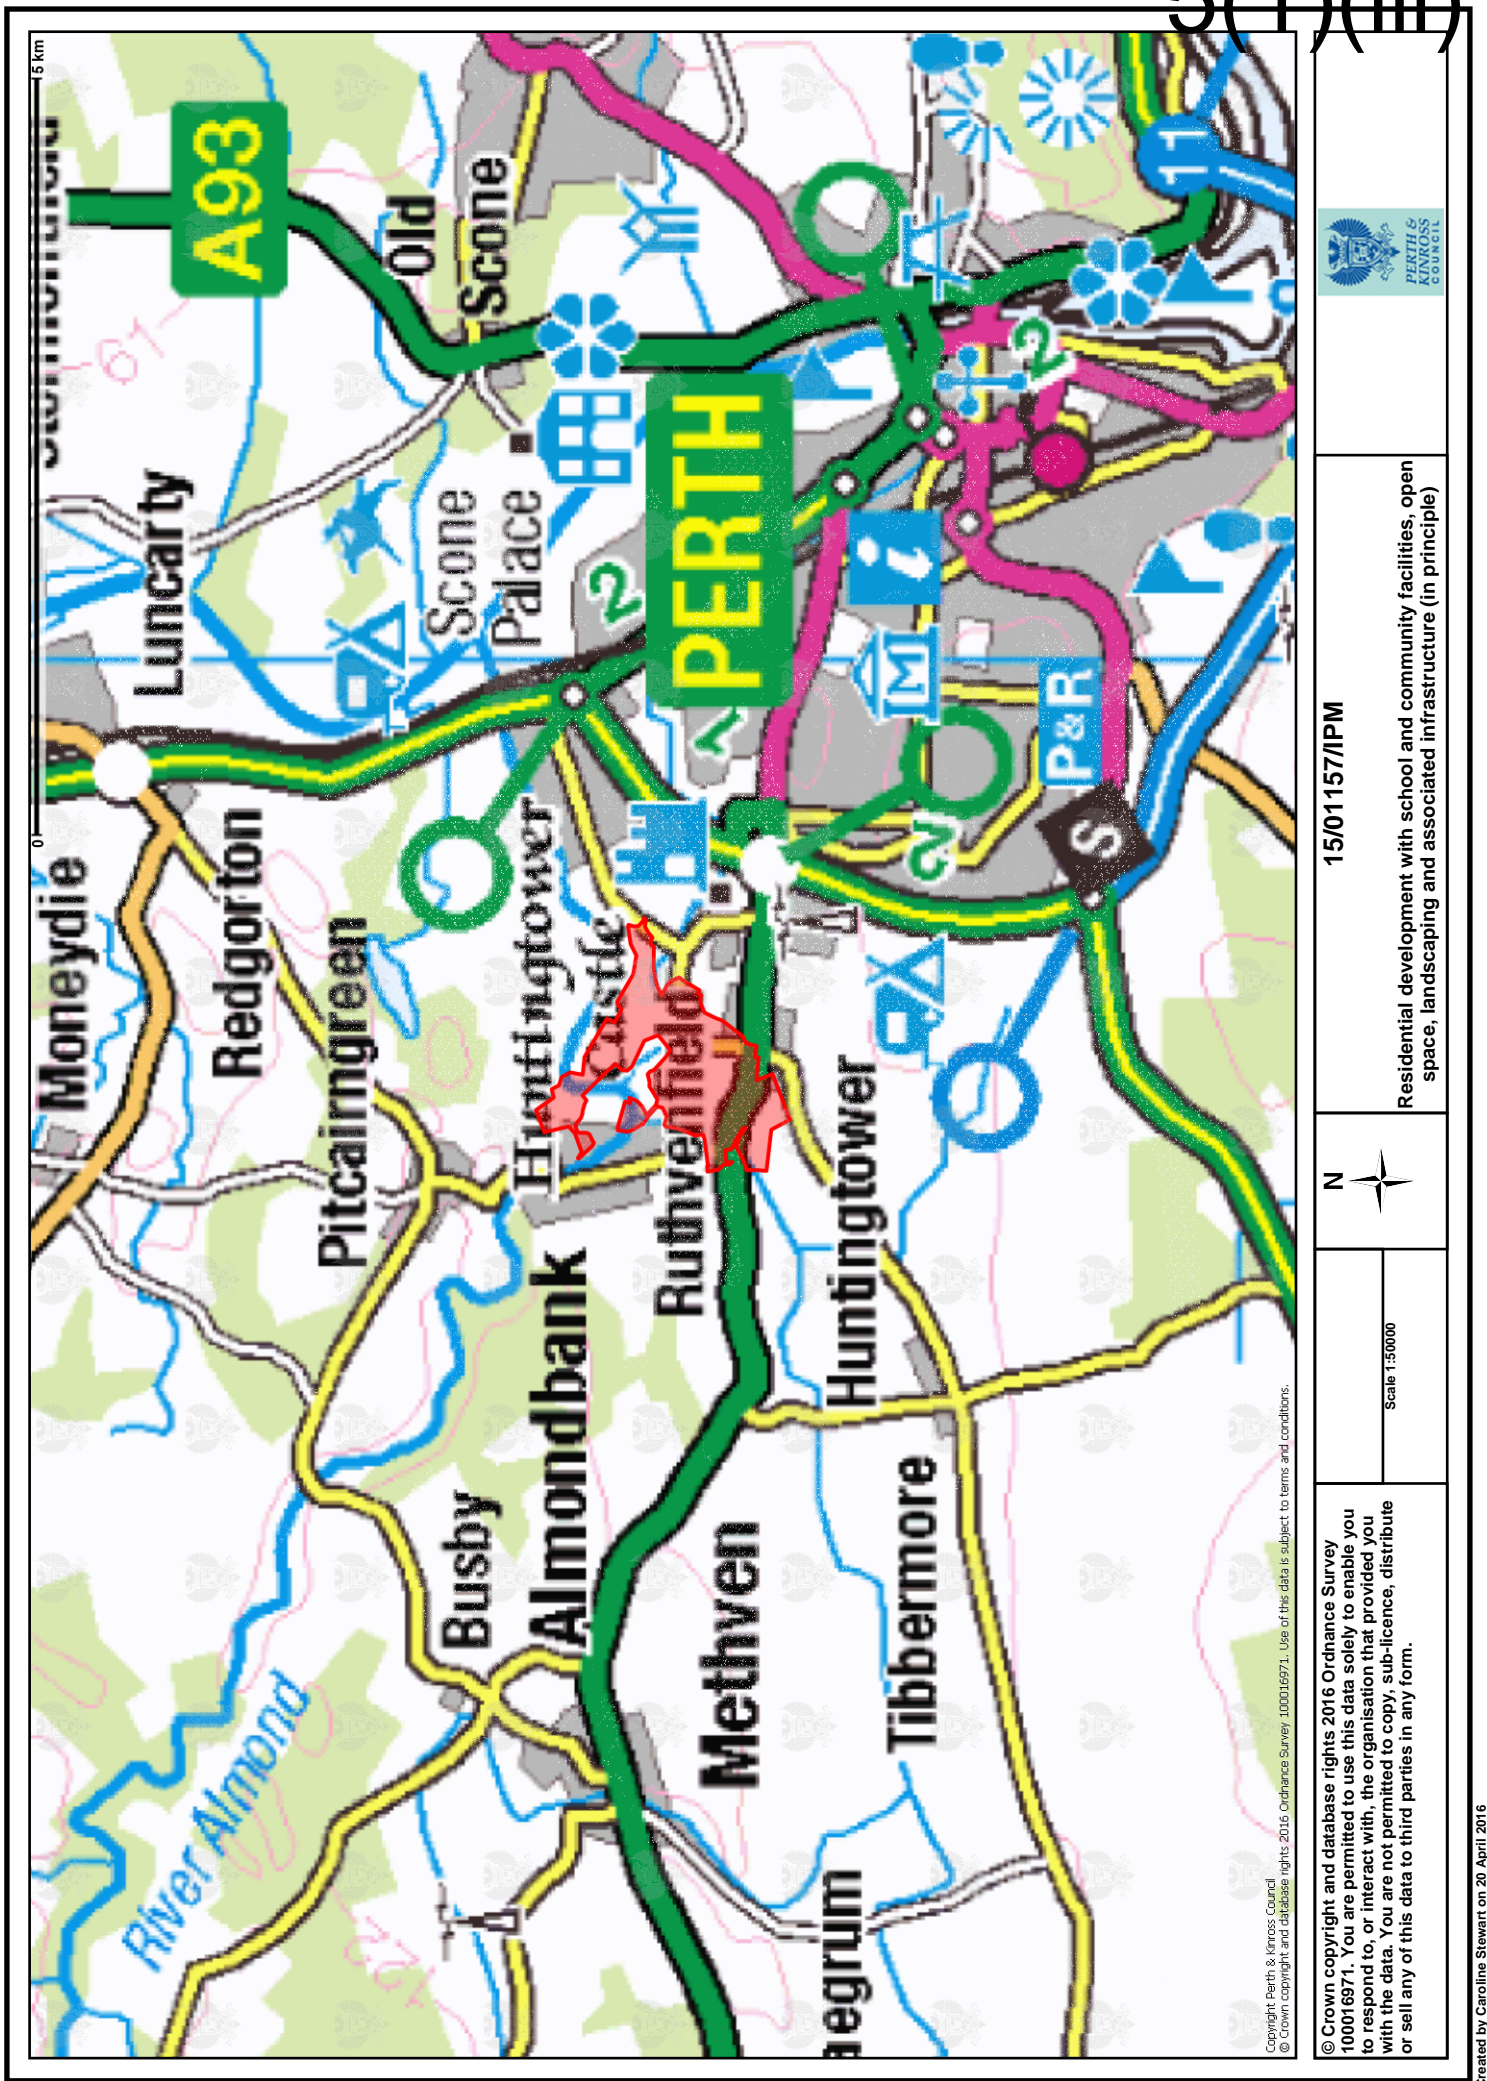 5(1)(iii)
0
5 km
A93
Old
Scone
61
Luncarty
Scone
Palace
PERTH
2
2
2
1
11
i
M
P&R
S
Moneydie
Redgorton
Pitcairngreen
Huntingtower
Castle
Ruthvenfield
Huntingtower
Almondbank
Busby
Methven
Tibbermore
River Almond
122
Copyright Perth & Kinross Council
© Crown copyright and database rights 2016 Ordnance Survey 100016971. Use of this data is subject to terms and conditions.
© Crown copyright and database rights 2016 Ordnance Survey
100016971. You are permitted to use this data solely to enable you
to respond to, or interact with, the organisation that provided you
with the data. You are not permitted to copy, sub-licence, distribute
or sell any of this data to third parties in any form.
Scale 1:50000
N
15/01157/IPM
Residential development with school and community facilities, open
space, landscaping and associated infrastructure (in principle)
PERTH &
KINROSS
COUNCIL
Created by Caroline Stewart on 20 April 2016